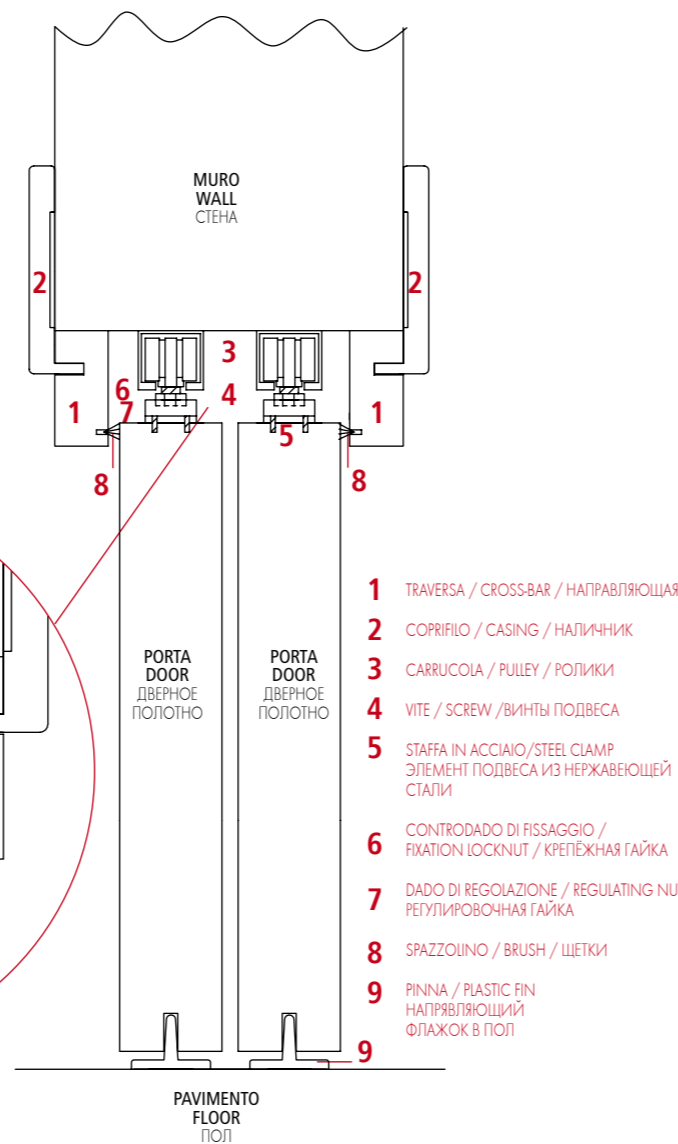 MURO
WALL
СТЕНА
2
2
3
6
4
7
1
1
5
8
8
PORTA
DOOR
ДВЕРНОЕ
ПОЛОТНО
PORTA
DOOR
ДВЕРНОЕ
ПОЛОТНО
1 TRAVERSA / CROSS-BAR / НАПРАВЛЯЮЩАЯ
2 COPRIFILO / CASING / НАЛИЧНИК
3 CARRUCOLA / PULLEY / РОЛИКИ
4 VITE / SCREW /ВИНТЫ ПОДВЕСА
5 STAFFA IN ACCIAIO/STEEL CLAMP
ЭЛЕМЕНТ ПОДВЕСА ИЗ НЕРЖАВЕЮЩЕЙ
СТАЛИ
6 CONTRODADO DI FISSAGGIO /
FIXATION LOCKNUT / КРЕПЁЖНАЯ ГАЙКА
7 DADO DI REGOLAZIONE / REGULATING NU
РЕГУЛИРОВОЧНАЯ ГАЙКА
8 SPAZZOLINO / BRUSH / ЩЕТКИ
9 PINNA / PLASTIC FIN
НАПРЯВЛЯЮЩИЙ
ФЛАЖОК В ПОЛ
9
PAVIMENTO
FLOOR
ПОЛ